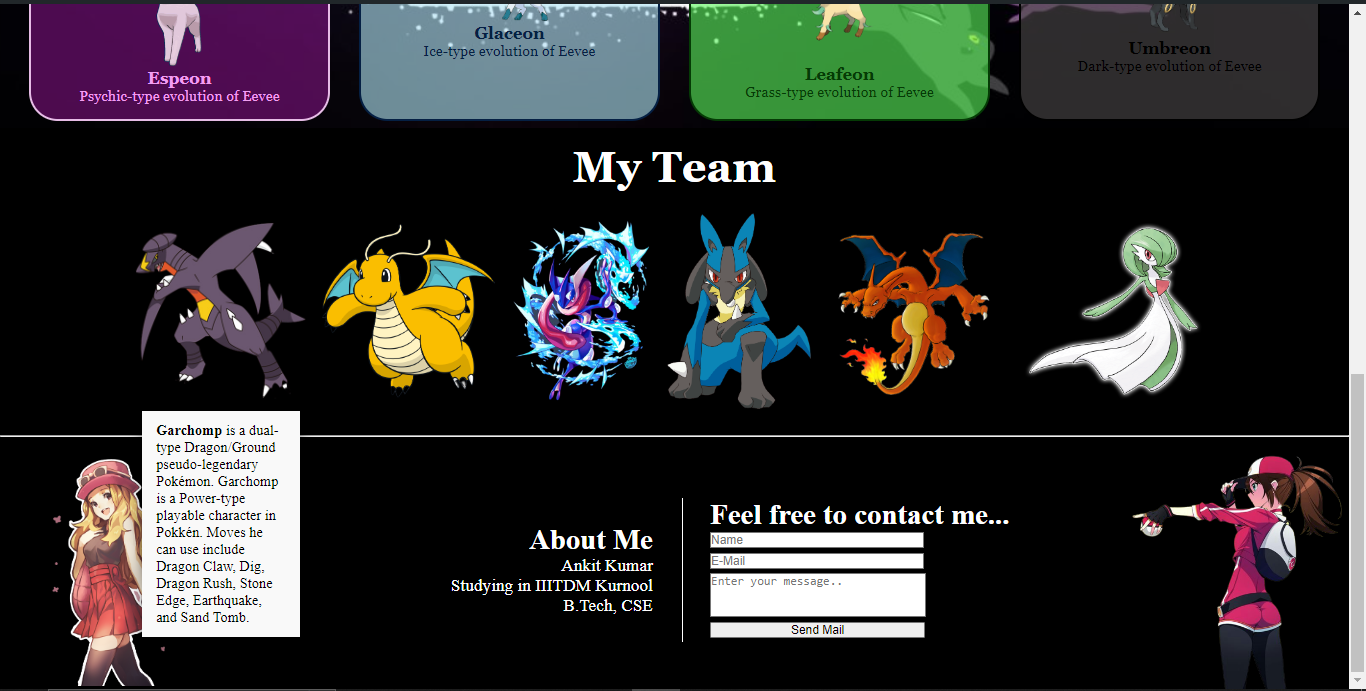 Espeon
Psychic-type evolution of Eevee
Glaceon
Ice-type evolution of Eevee
Leafeon
Grass-type evolution of Eevee
Umbreon
Dark-type evolution of Eevee
My Team
Garchomp is a dual-
type Dragon/Ground
pseudo-legendary
Pokémon. Garchomp
is a Power-type
playable character in
Pokkén. Moves he
can use include
Dragon Claw, Dig,
Dragon Rush, Stone
Edge, Earthquake,
and Sand Tomb.
About Me
Ankit Kumar
Studying in IIITDM Kurnool
B.Tech, CSE
Feel free to contact me...
Name
E-Mail
Enter your message..
Send Mail